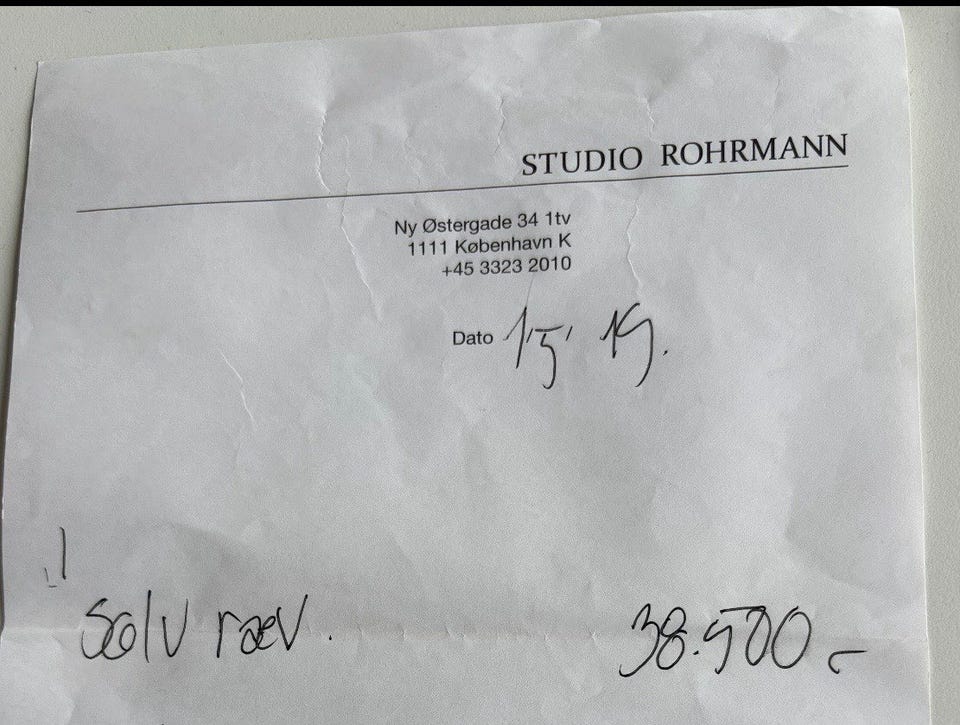 STUDIO ROHRMANN
Ny Østergade 34 1tv
1111 København K
+45 3323 2010
Dato 1/5' 19.
Sølv ræv. 38.500.-